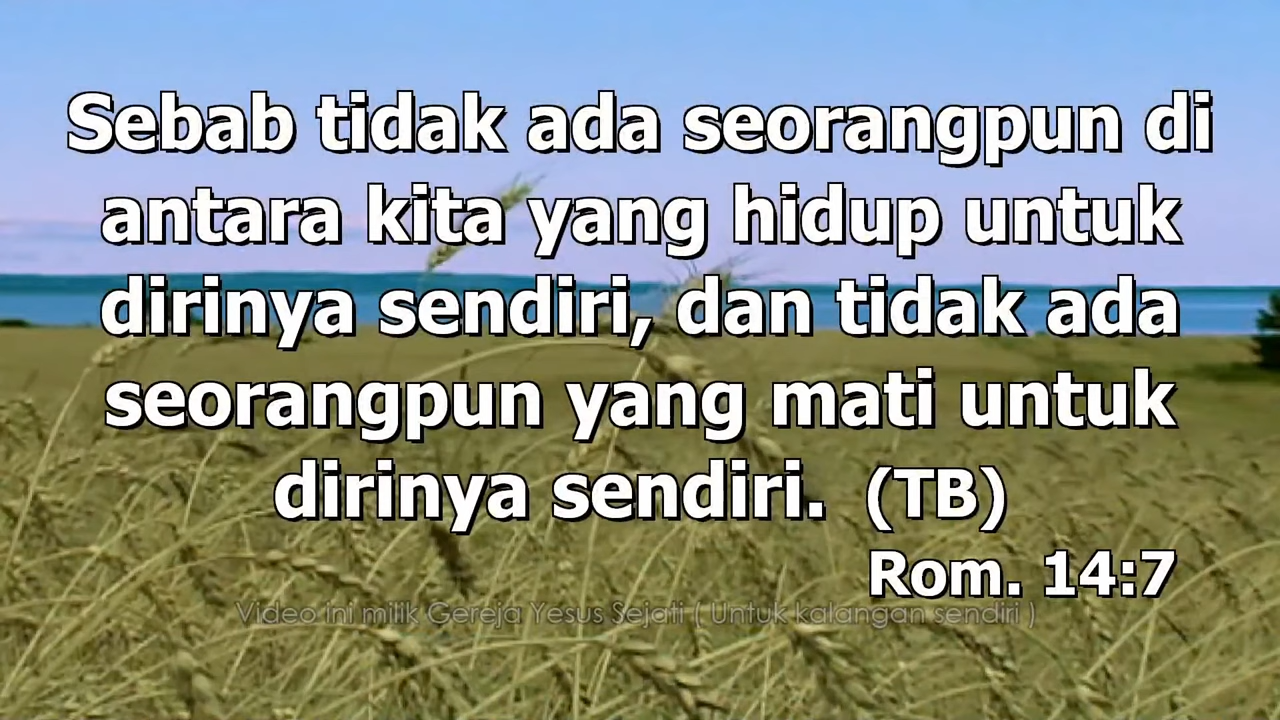 Sebab tidak ada seorangpun di
antara kita yang hidup untuk
dirinya sendiri, dan tidak ada
seorangpun yang mati untuk
dirinya sendiri. (TB)
Rom. 14:7
Video ini milik Gereja Yesus Sejati ( Untuk kalangan sendiri )